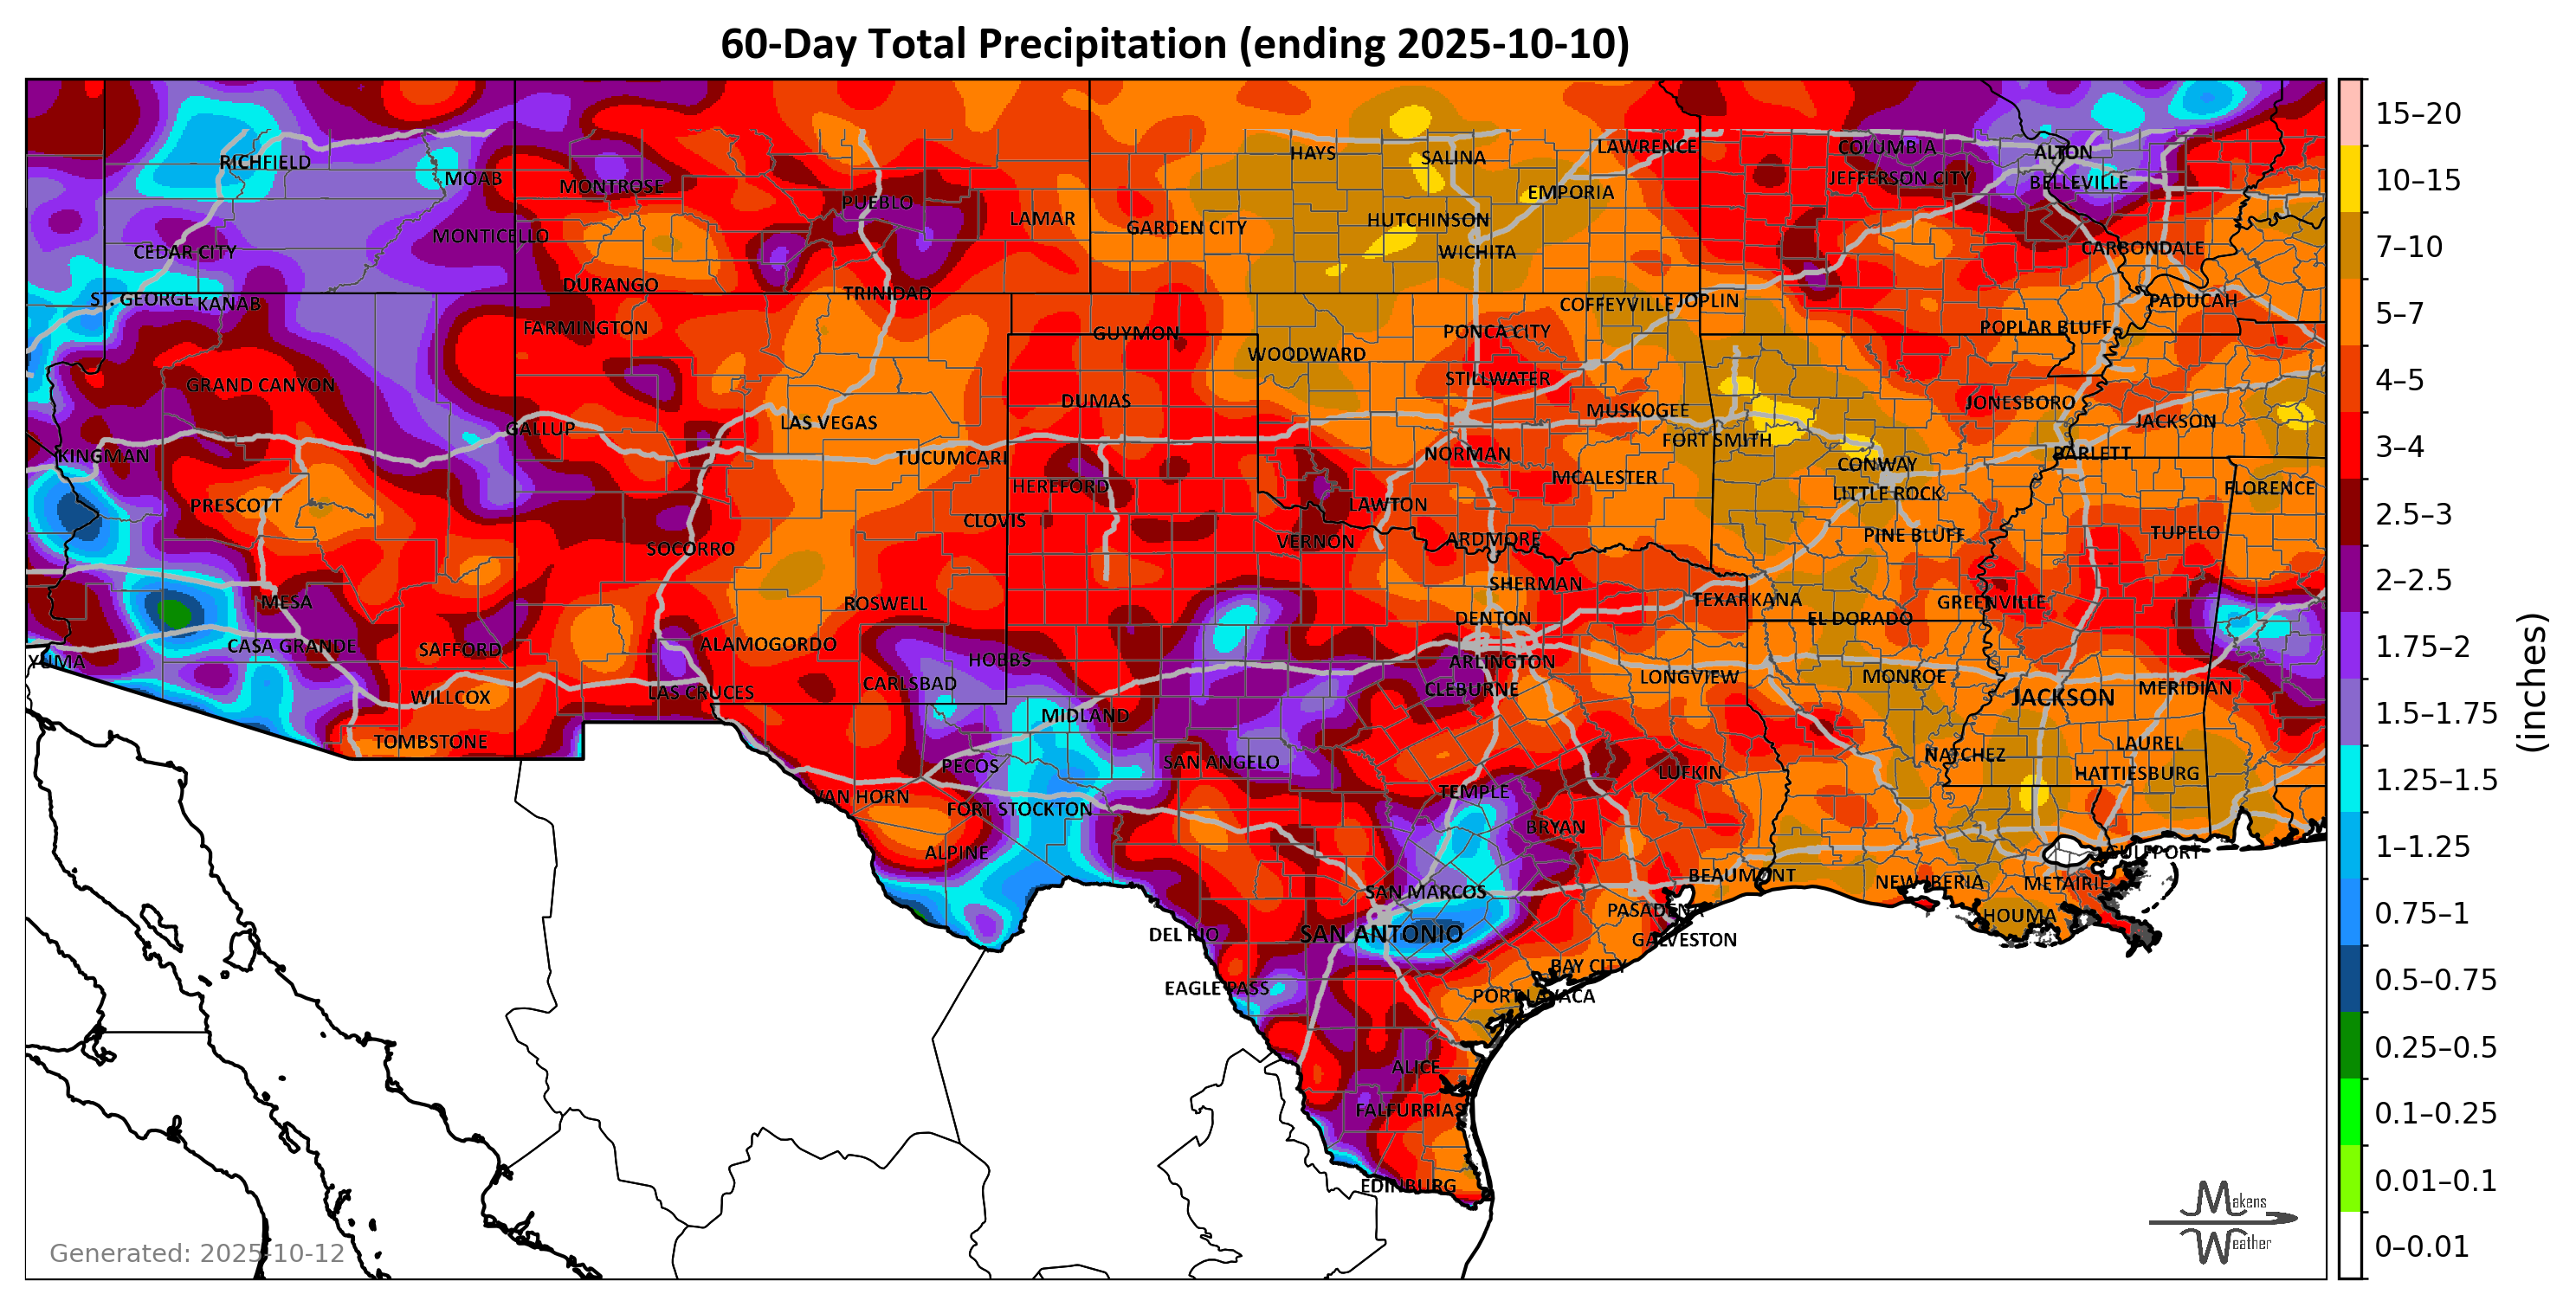 60-Day Total Precipitation (ending 2025-10-10)
RICHFIELD
MOAB
MONTROSE
PUEBLO
LAMAR
HAYS
SALINA
LAWRENCE
COLUMBIA
ALTON
JEFFERSON CITY
BELLEVILLE
EMPORIA
GARDEN CITY
HUTCHINSON
WICHITA
CEDAR CITY
MONTICELLO
CARBONDALE
ST. GEORGE
KANAB
DURANGO
TRINIDAD
COFFEYVILLE
JOPLIN
PADUCAH
FARMINGTON
GUYMON
PONCA CITY
POPLAR BLUFF
WOODWARD
GRAND CANYON
STILLWATER
DUMAS
MUSKOGEE
JONESBORO
JACKSON
GALLUP
LAS VEGAS
FORT SMITH
KINGMAN
TUCUMCARI
NORMAN
BARLETT
CONWAY
MCALESTER
HEREFORD
LITTLE ROCK
FLORENCE
PRESCOTT
LAWTON
CLOVIS
SOCORRO
VERNON
ARDMORE
PINE BLUFF
TUPELO
SHERMAN
MESA
ROSWELL
TEXARKANA
GREENVILLE
DENTON
EL DORADO
CASA GRANDE
SAFFORD
ALAMOGORDO
YUMA
HOBBS
ARLINGTON
LONGVIEW
MONROE
CARLSBAD
CLEBURNE
WILLCOX
LAS CRUCES
JACKSON
MERIDIAN
MIDLAND
TOMBSTONE
LAUREL
NATCHEZ
PECOS
SAN ANGELO
LUFKIN
HATTIESBURG
VAN HORN
TEMPLE
FORT STOCKTON
BRYAN
ALPINE
GULFPORT
BEAUMONT
SAN MARCOS
NEW IBERIA
METAIRIE
PASADENA
HOUMA
DEL RIO
SAN ANTONIO
GALVESTON
BAY CITY
EAGLE PASS
PORT LAVACA
ALICE
FALFURRIAS
EDINBURG
15–20
10–15
7–10
5–7
4–5
3–4
2.5–3
2–2.5
1.75–2
1.5–1.75
1.25–1.5
1–1.25
0.75–1
0.5–0.75
0.25–0.5
0.1–0.25
0.01–0.1
0–0.01
(inches)
Generated: 2025-10-12
Makens
Weather